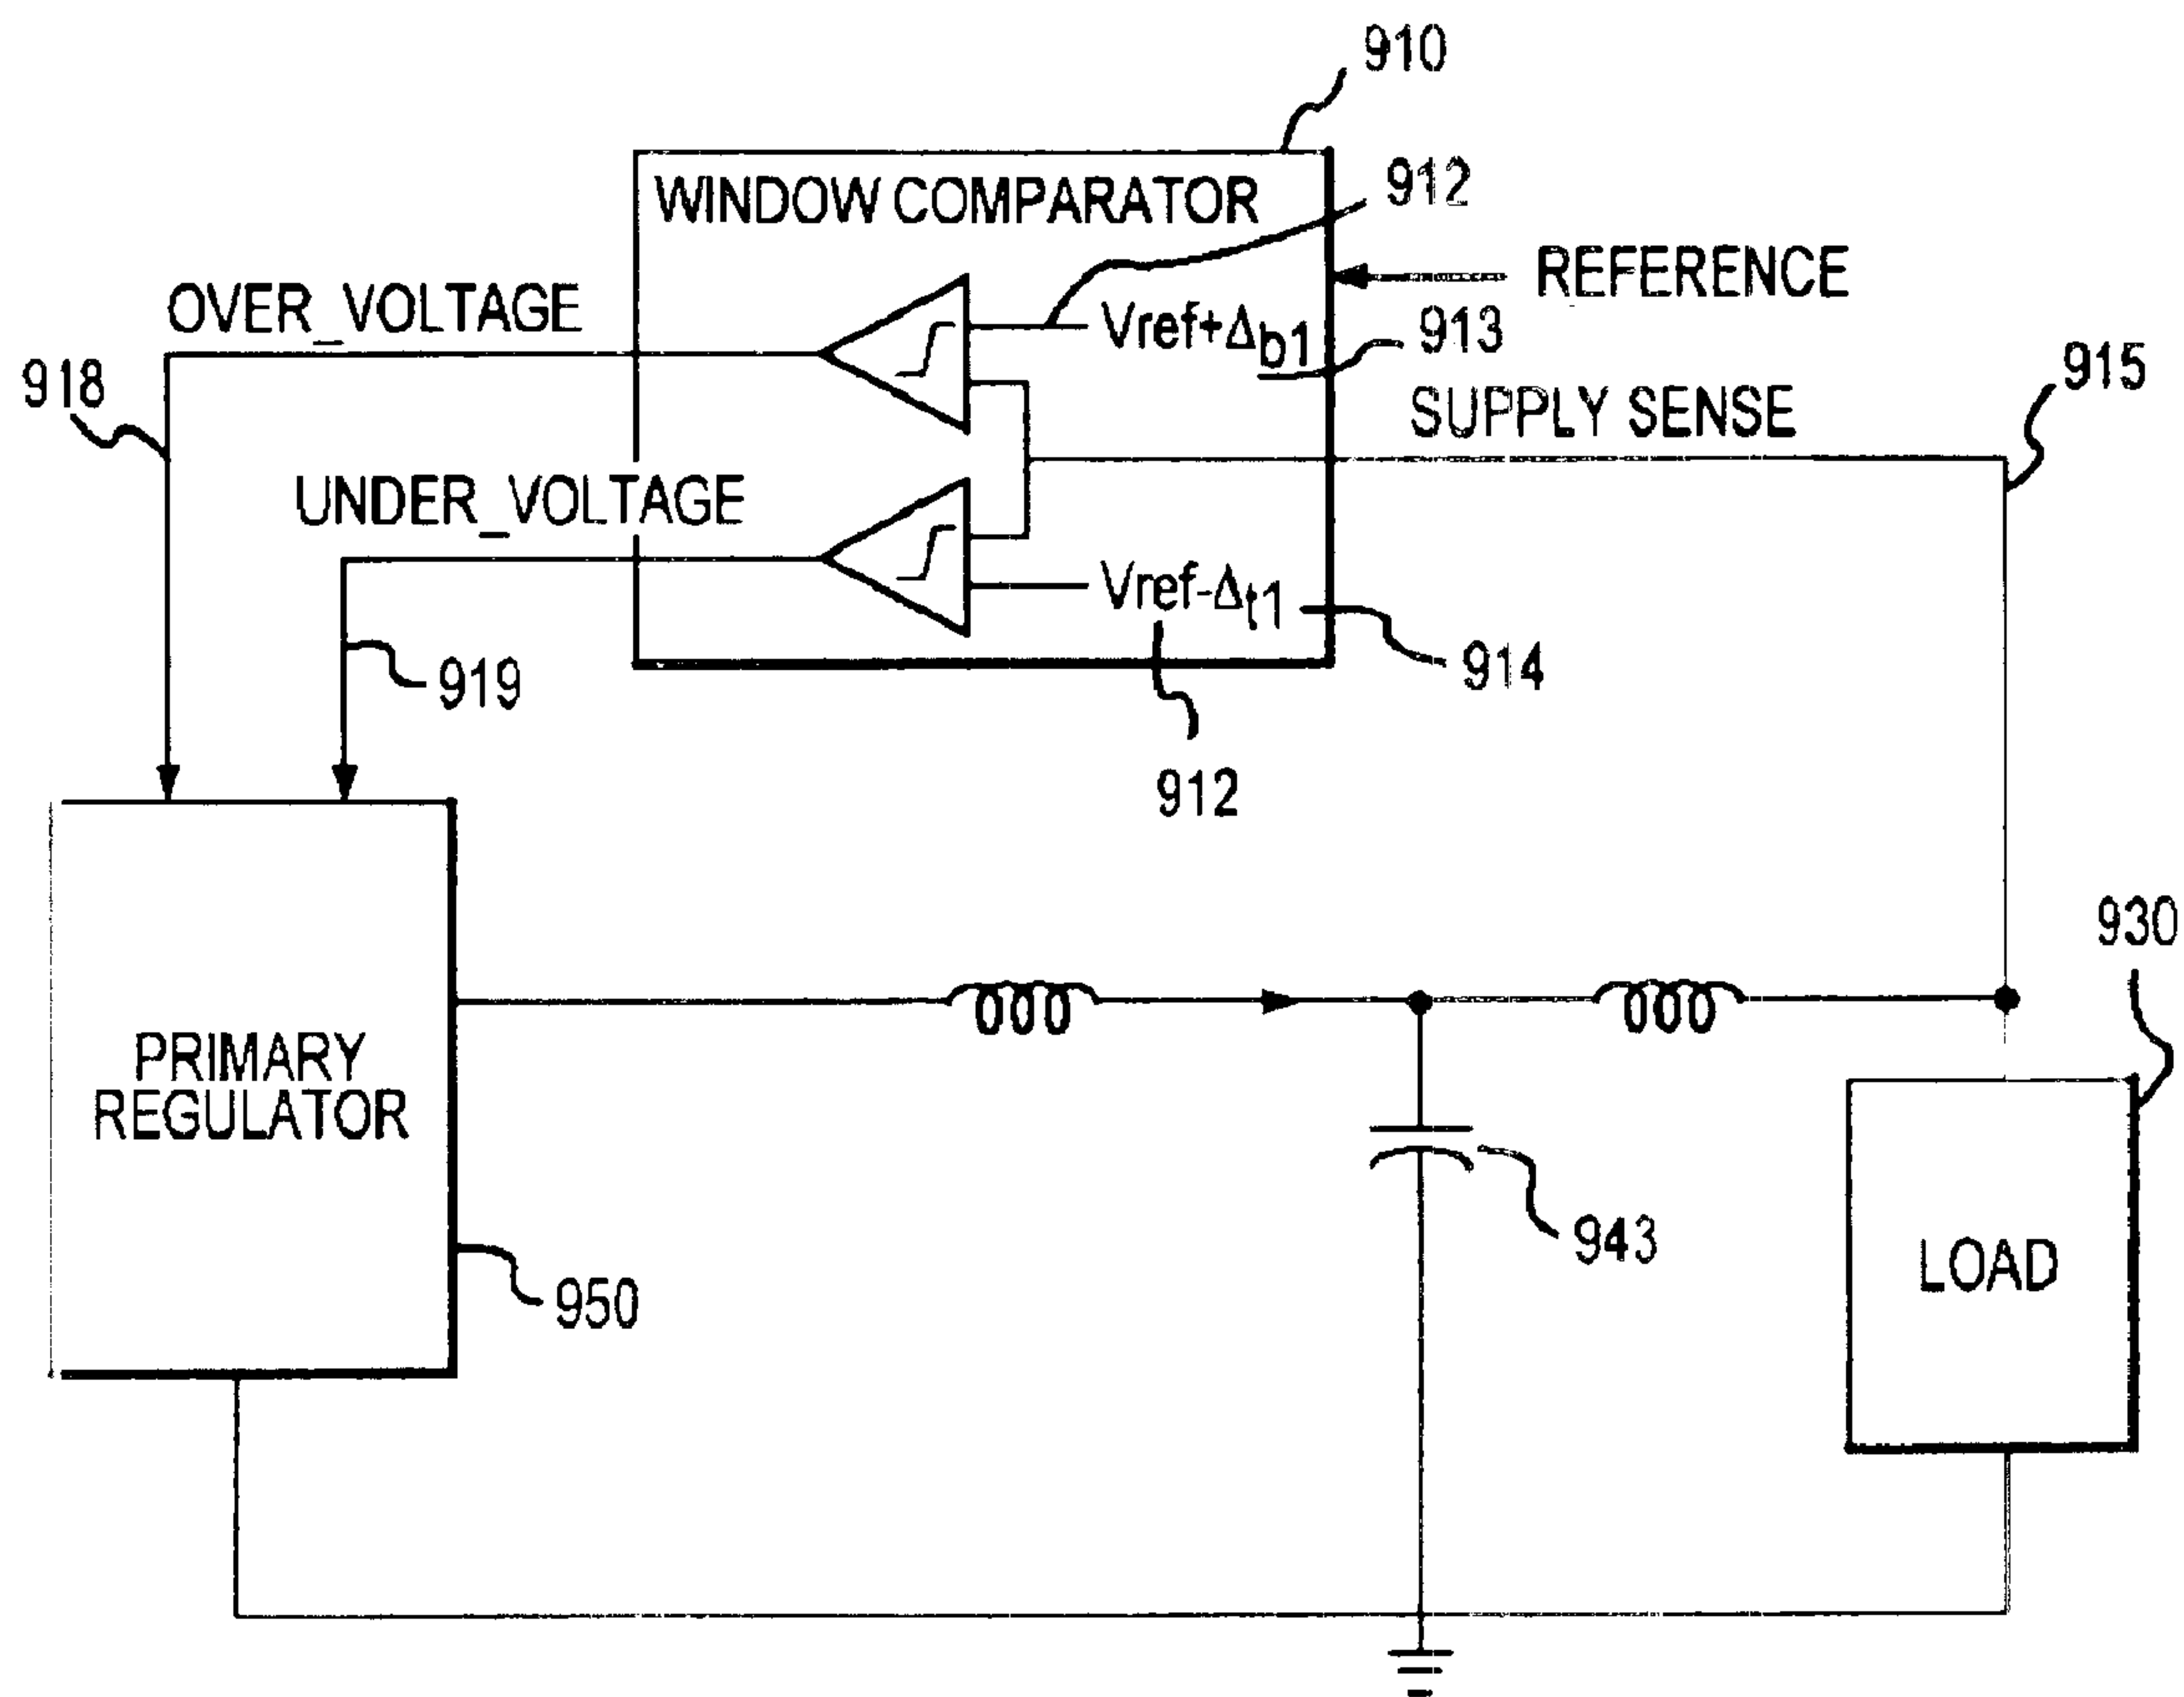 910
WINDOW COMPARATOR
912
REFERENCE
OVER_VOLTAGE
Vref+Δb1
913
918
915
SUPPLY SENSE
UNDER_VOLTAGE
Vref-Δt1
914
919
912
930
PRIMARY
REGULATOR
943
LOAD
950